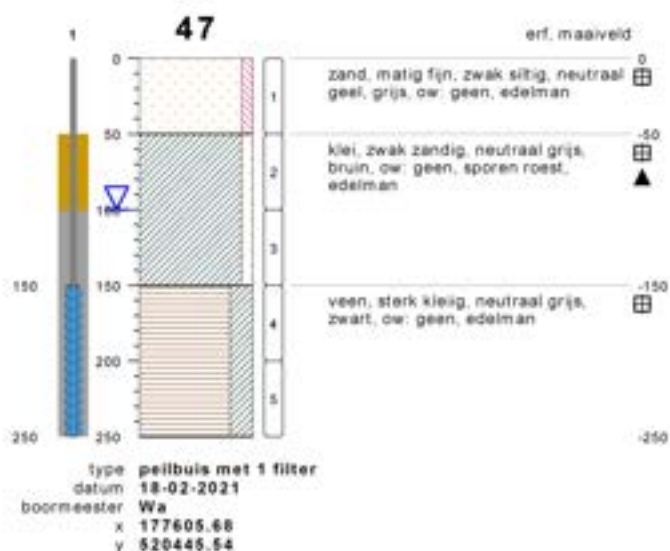 1
47
erf, maaiveld
0
0
zand, matig fijn, zwak siltig, neutraal
geel, grijs, ow: geen, edelman
1
50
-50
klei, zwak zandig, neutraal grijs,
bruin, ow: geen, sporen roest,
edelman
2
100
3
150
150
-150
veen, sterk kleiig, neutraal grijs,
zwart, ow: geen, edelman
4
200
5
250
250
-250
type peilbuis met 1 filter
datum 18-02-2021
boormeester Wa
x 177605.68
y 520445.54